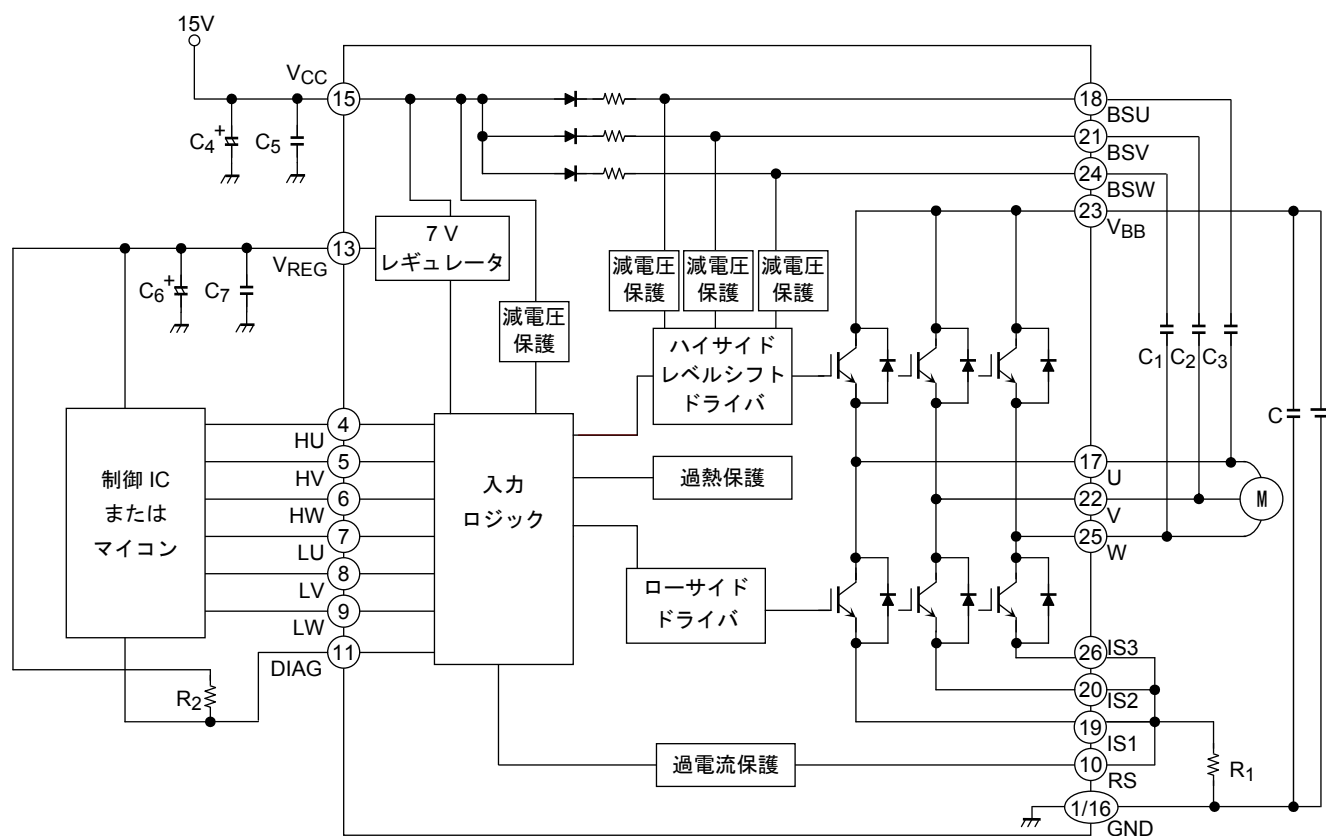 15V
VCC
15
18
BSU
C4
+
C5
21
BSV
24
BSW
23
VBB
7 V
レギュレータ
13
VREG
C6
+
C7
減電圧
保護
減電圧
保護
減電圧
保護
減電圧
保護
ハイサイド
レベルシフト
ドライバ
C1
C2
C3
C
制御 IC
または
マイコン
4
HU
5
HV
6
HW
7
LU
8
LV
9
LW
11
DIAG
R2
入力
ロジック
過熱保護
ローサイド
ドライバ
17
U
22
V
25
W
M
26
IS3
20
IS2
19
IS1
過電流保護
10
RS
R1
1/16
GND